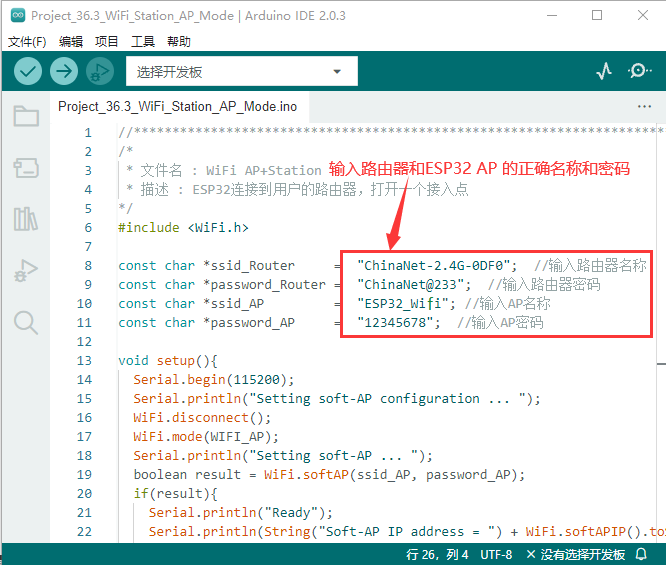 Project_36.3_WiFi_Station_AP_Mode | Arduino IDE 2.0.3
文件(F) 编辑 项目 工具 帮助
选择开发板
Project_36.3_WiFi_Station_AP_Mode.ino
1 //**********************************************************************
2 /*
3 * 文件名 : WiFi AP+Station 输入路由器和ESP32 AP 的正确名称和密码
4 * 描述 : ESP32连接到用户的路由器，打开一个接入点
5 */
6 #include <WiFi.h>
7
8 const char *ssid_Router = "ChinaNet-2.4G-0DF0"; //输入路由器名称
9 const char *password_Router = "ChinaNet@233"; //输入路由器密码
10 const char *ssid_AP = "ESP32_Wifi"; //输入AP名称
11 const char *password_AP = "12345678"; //输入AP密码
12
13 void setup(){
14 Serial.begin(115200);
15 Serial.println("Setting soft-AP configuration ... ");
16 WiFi.disconnect();
17 WiFi.mode(WIFI_AP);
18 Serial.println("Setting soft-AP ... ");
19 boolean result = WiFi.softAP(ssid_AP, password_AP);
20 if(result){
21 Serial.println("Ready");
22 Serial.println(String("Soft-AP IP address = ") + WiFi.softAPIP().to
行 26，列 4 UTF-8 × 没有选择开发板